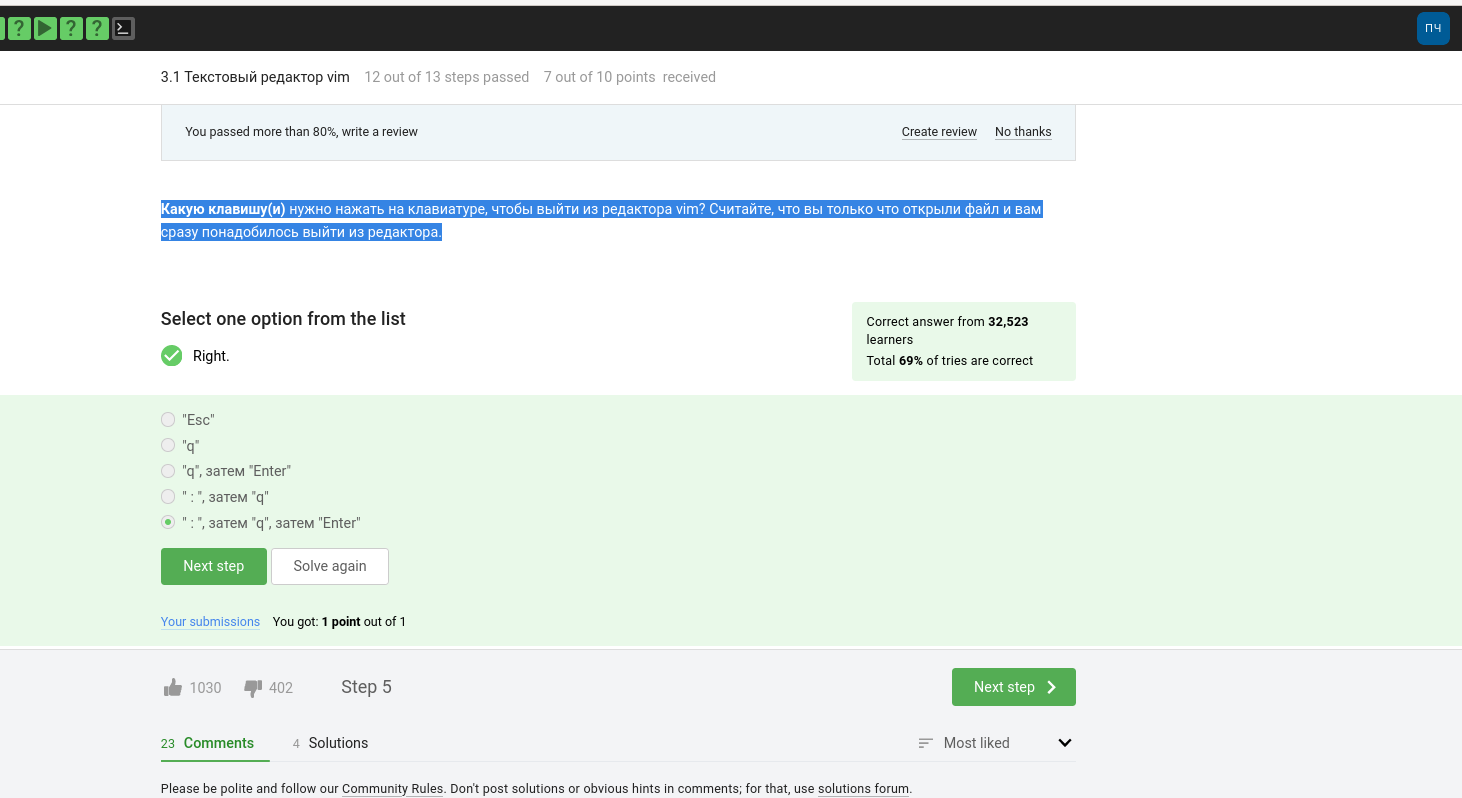 ? ? ?
ПЧ
3.1 Текстовый редактор vim 12 out of 13 steps passed 7 out of 10 points received
You passed more than 80%, write a review Create review No thanks
Какую клавишу(и) нужно нажать на клавиатуре, чтобы выйти из редактора vim? Считайте, что вы только что открыли файл и вам
сразу понадобилось выйти из редактора.
Select one option from the list
Right.
Correct answer from 32,523
learners
Total 69% of tries are correct
"Esc"
"q"
"q", затем "Enter"
" : ", затем "q"
" : ", затем "q", затем "Enter"
Next step Solve again
Your submissions You got: 1 point out of 1
1030 402 Step 5 Next step
23 Comments 4 Solutions Most liked
Please be polite and follow our Community Rules. Don't post solutions or obvious hints in comments; for that, use solutions forum.